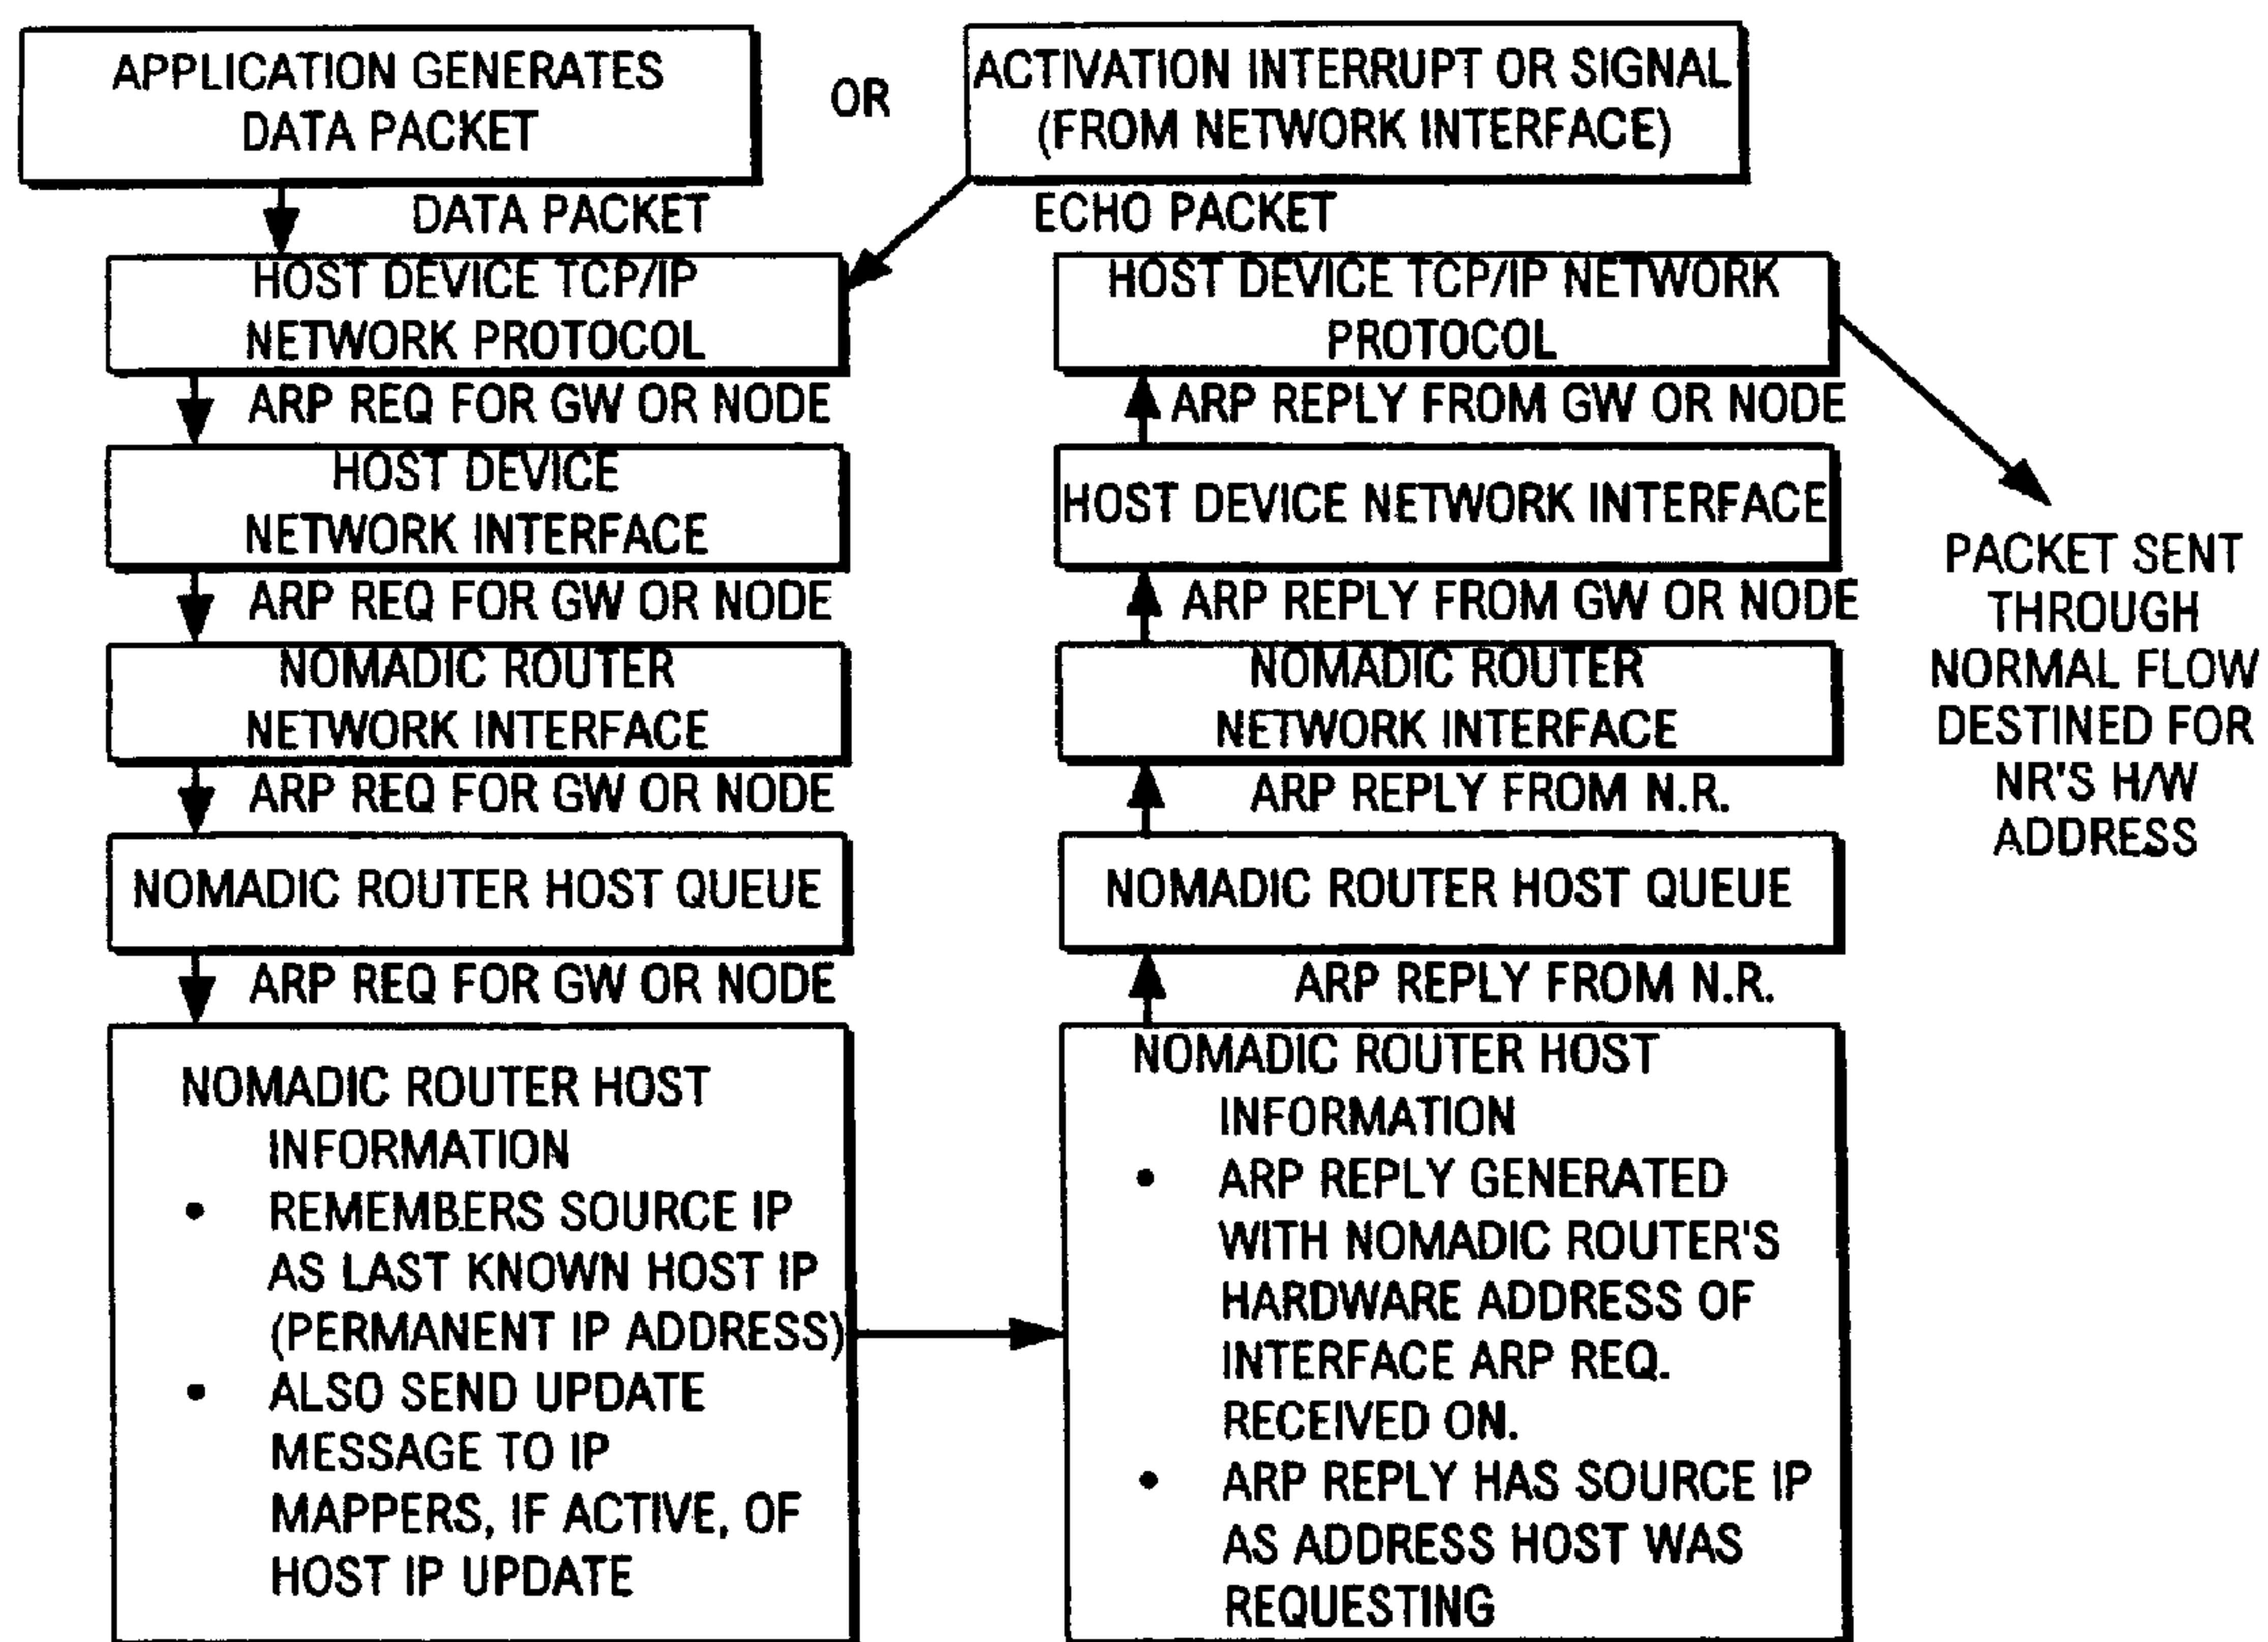 APPLICATION GENERATES
DATA PACKET
OR
ACTIVATION INTERRUPT OR SIGNAL
(FROM NETWORK INTERFACE)
DATA PACKET
ECHO PACKET
HOST DEVICE TCP/IP
NETWORK PROTOCOL
ARP REQ FOR GW OR NODE
HOST DEVICE
NETWORK INTERFACE
ARP REQ FOR GW OR NODE
NOMADIC ROUTER
NETWORK INTERFACE
ARP REQ FOR GW OR NODE
NOMADIC ROUTER HOST QUEUE
ARP REQ FOR GW OR NODE
NOMADIC ROUTER HOST
INFORMATION
• REMEMBERS SOURCE IP
AS LAST KNOWN HOST IP
(PERMANENT IP ADDRESS)
• ALSO SEND UPDATE
MESSAGE TO IP
MAPPERS, IF ACTIVE, OF
HOST IP UPDATE
HOST DEVICE TCP/IP NETWORK
PROTOCOL
ARP REPLY FROM GW OR NODE
HOST DEVICE NETWORK INTERFACE
ARP REPLY FROM GW OR NODE
NOMADIC ROUTER
NETWORK INTERFACE
ARP REPLY FROM N.R.
NOMADIC ROUTER HOST QUEUE
ARP REPLY FROM N.R.
NOMADIC ROUTER HOST
INFORMATION
• ARP REPLY GENERATED
WITH NOMADIC ROUTER'S
HARDWARE ADDRESS OF
INTERFACE ARP REQ.
RECEIVED ON.
• ARP REPLY HAS SOURCE IP
AS ADDRESS HOST WAS
REQUESTING
PACKET SENT
THROUGH
NORMAL FLOW
DESTINED FOR
NR'S H/W
ADDRESS